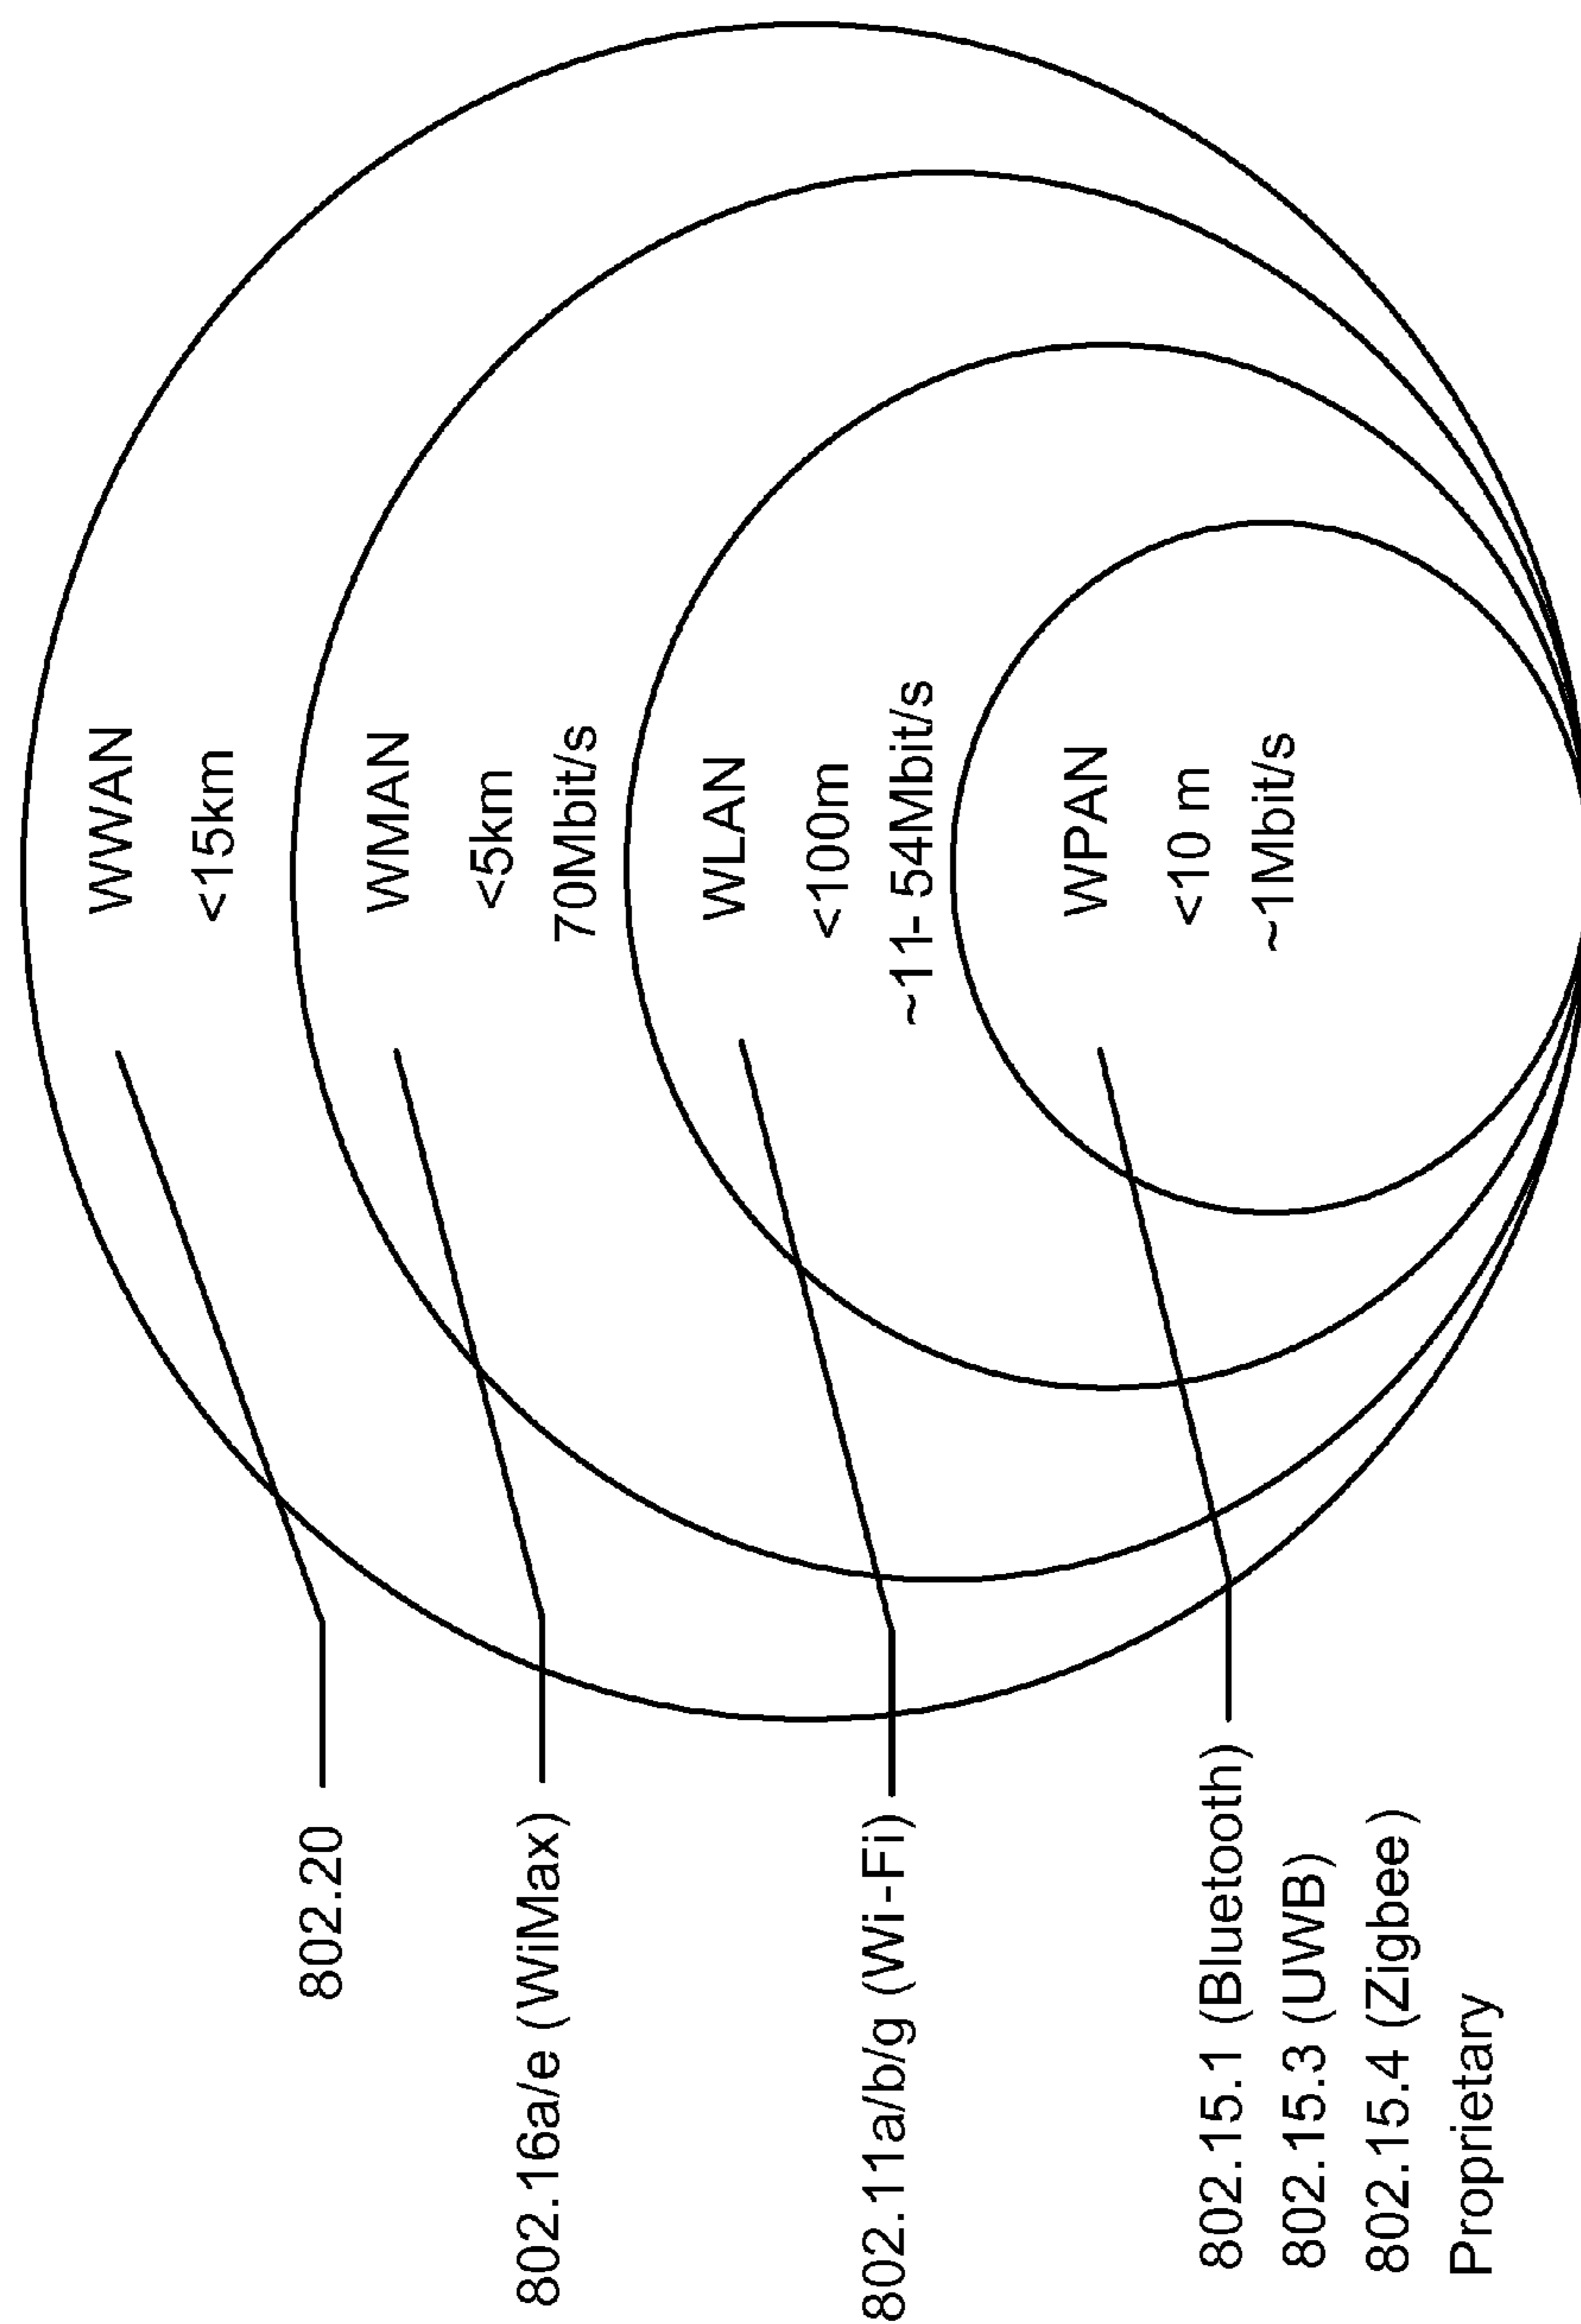 802.20
802.16a/e (WiMax)
802.11a/b/g (Wi-Fi)
802.15.1 (Bluetooth)
802.15.3 (UWB)
802.15.4 (Zigbee)
Proprietary
WWAN
<15km
WMAN
<5km
70Mbit/s
WLAN
<100m
~11-54Mbit/s
WPAN
<10 m
~1Mbit/s